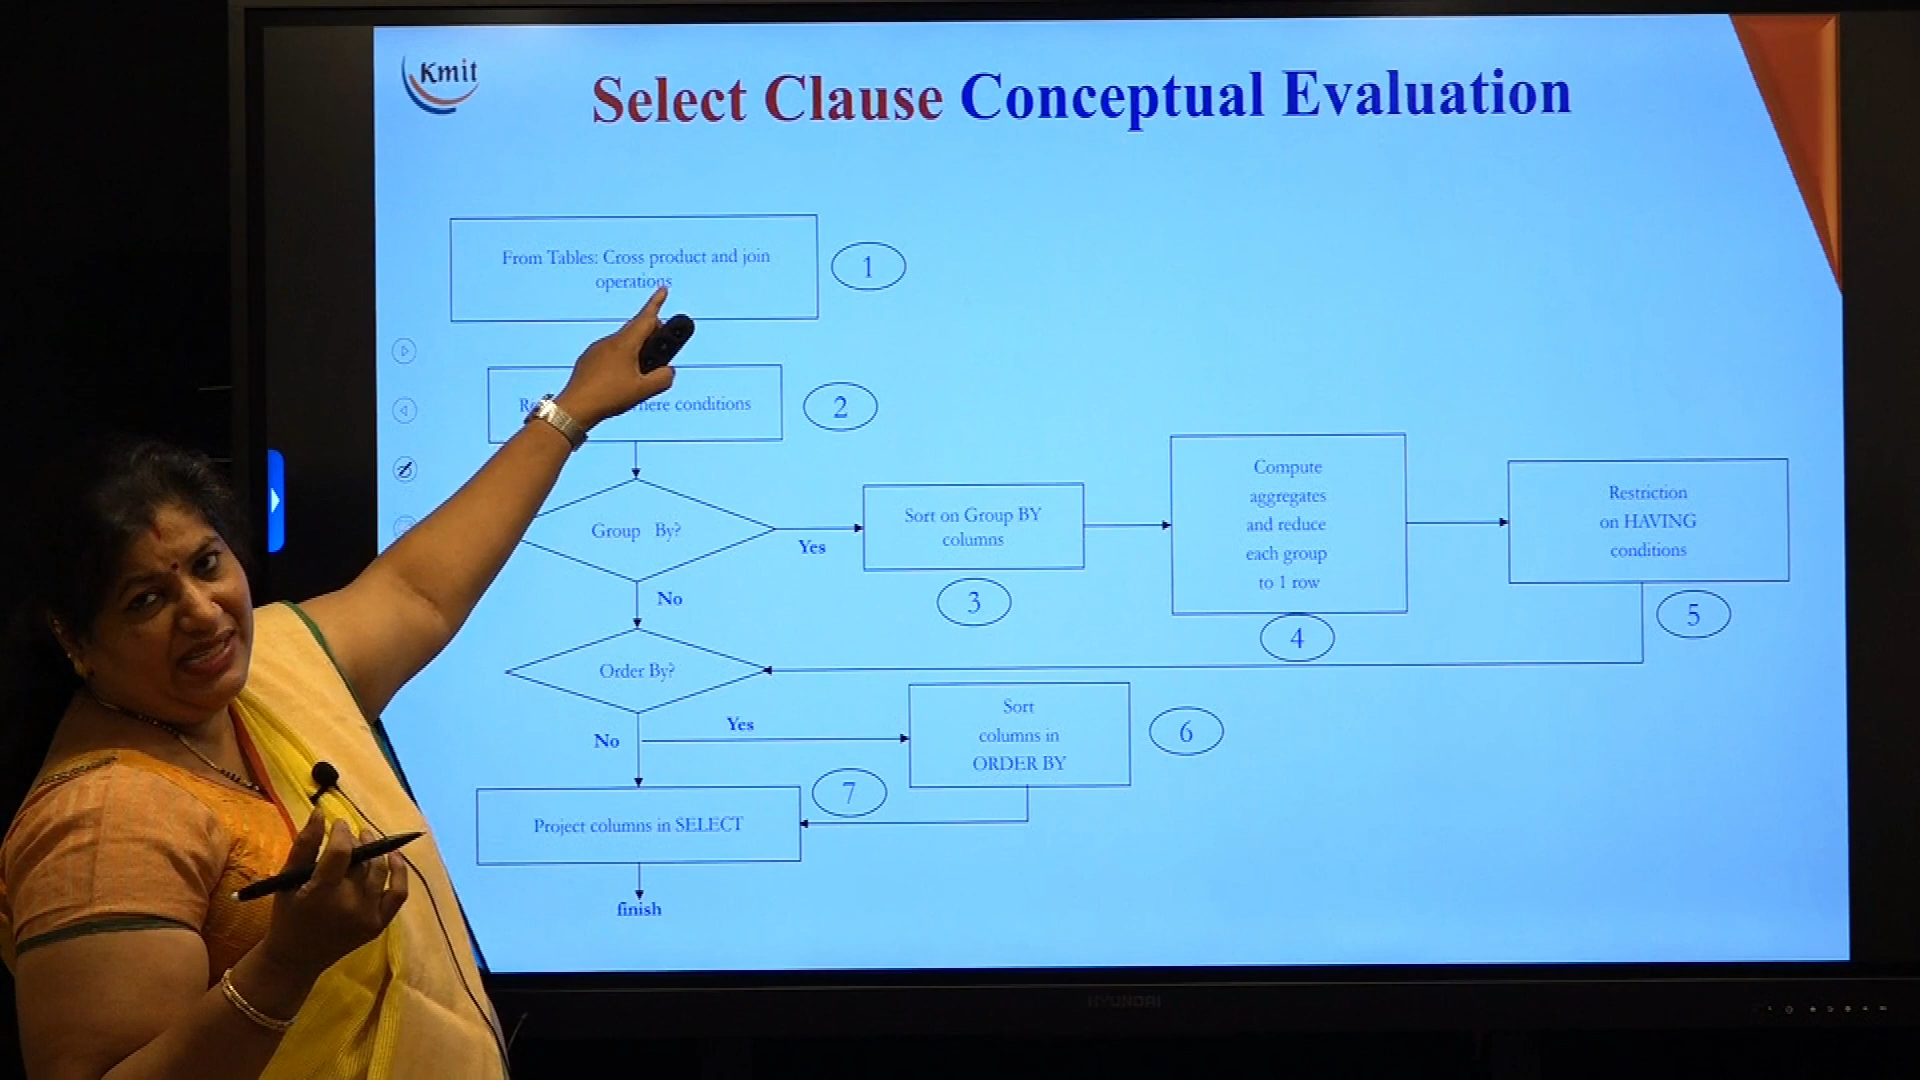 Kmit
Select Clause Conceptual Evaluation
From Tables: Cross product and join
operations
1
where conditions
2
Group By?
Yes
No
Sort on Group BY
columns
3
Compute
aggregates
and reduce
each group
to 1 row
4
Restriction
on HAVING
conditions
5
Order By?
Yes
No
Sort
columns in
ORDER BY
6
7
Project columns in SELECT
finish
HYUNDAI